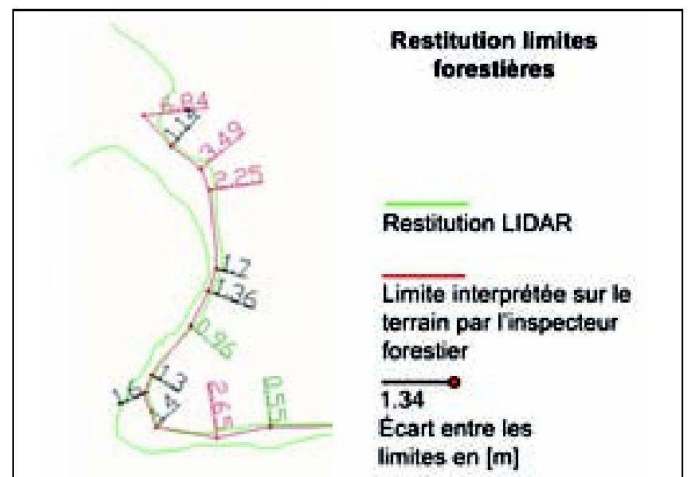 Restitution limites
forestières
6.84
1.14
3.49
2.25
1.2
1.36
0.96
1.3
1.6
1.4
2.65
0.55
Restitution LIDAR
Limite interprétée sur le
terrain par l'inspecteur
forestier
1.34
Écart entre les
limites en [m]